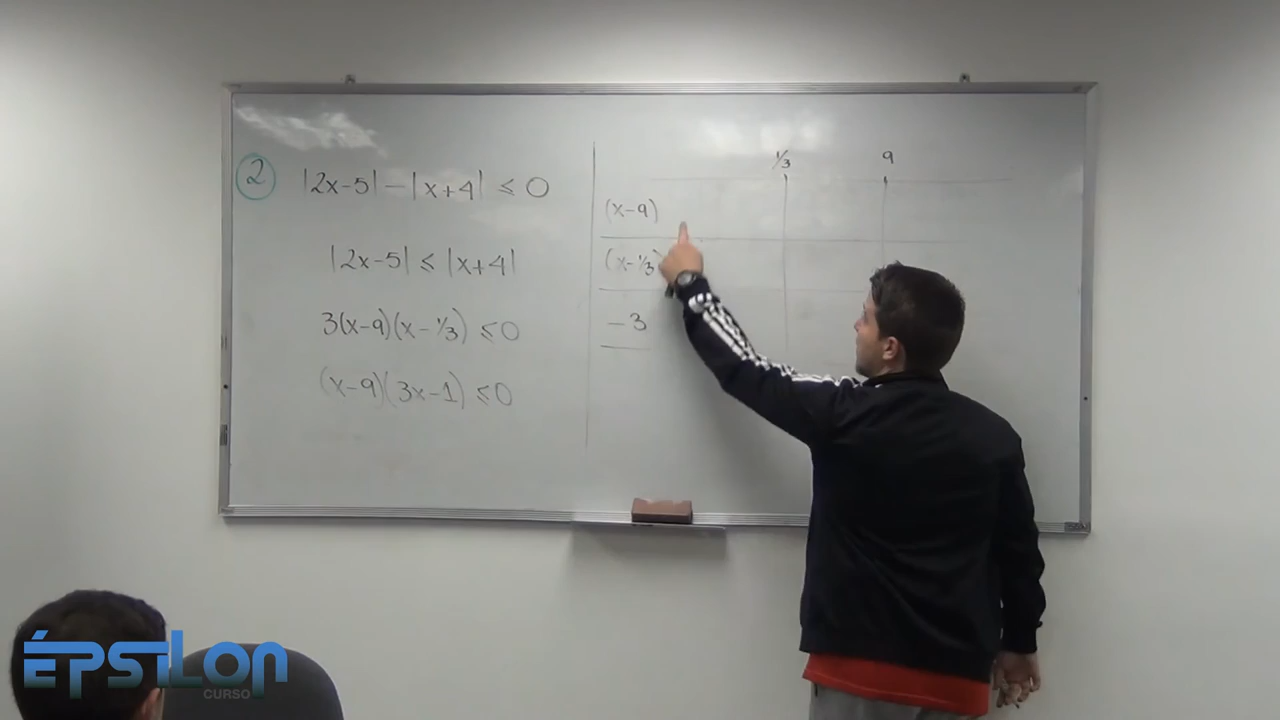 2
|2x-5| - |x+4| ≤ 0
|2x-5| ≤ |x+4|
3(x-9)(x-1/3) ≤ 0
(x-9)(3x-1) ≤ 0
1/3 9
(x-9)
(x-1/3)
-3
ÉPSILON
CURSO